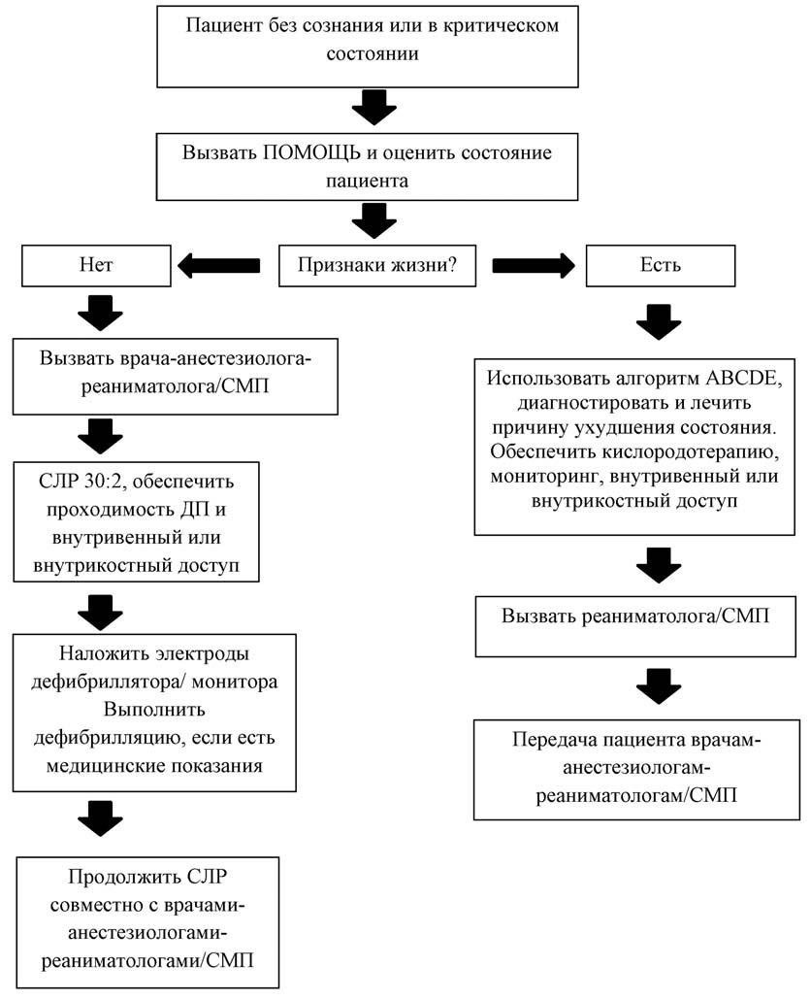 Пациент без сознания или в критическом
состоянии
Вызвать ПОМОЩЬ и оценить состояние
пациента
Нет
Признаки жизни?
Есть
Вызвать врача-анестезиолога-
реаниматолога/СМП
СЛР 30:2, обеспечить
проходимость ДП и
внутривенный или
внутрикостный доступ
Наложить электроды
дефибриллятора/ монитора
Выполнить
дефибрилляцию, если есть
медицинские показания
Продолжить СЛР
совместно с врачами-
анестезиологами-
реаниматологами/СМП
Использовать алгоритм ABCDE,
диагностировать и лечить
причину ухудшения состояния.
Обеспечить кислородотерапию,
мониторинг, внутривенный или
внутрикостный доступ
Вызвать реаниматолога/СМП
Передача пациента врачам-
анестезиологам-
реаниматологам/СМП